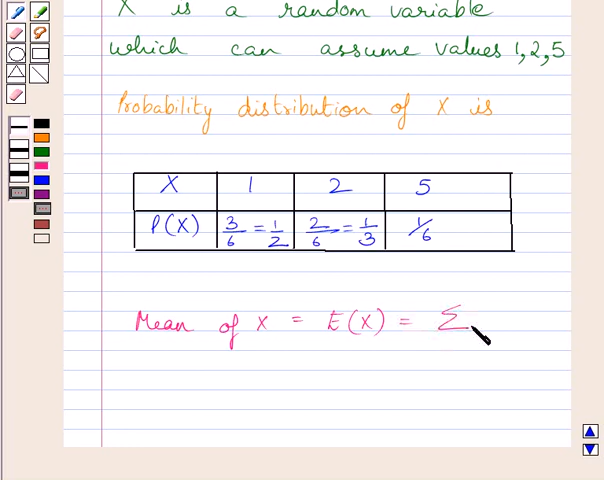 X is a random variable
which can assume values 1,2,5
Probability distribution of X is
X 1 2 5
P(X) 3/6 = 1/2 2/6 = 1/3 1/6
Mean of X = E(X) = Σ